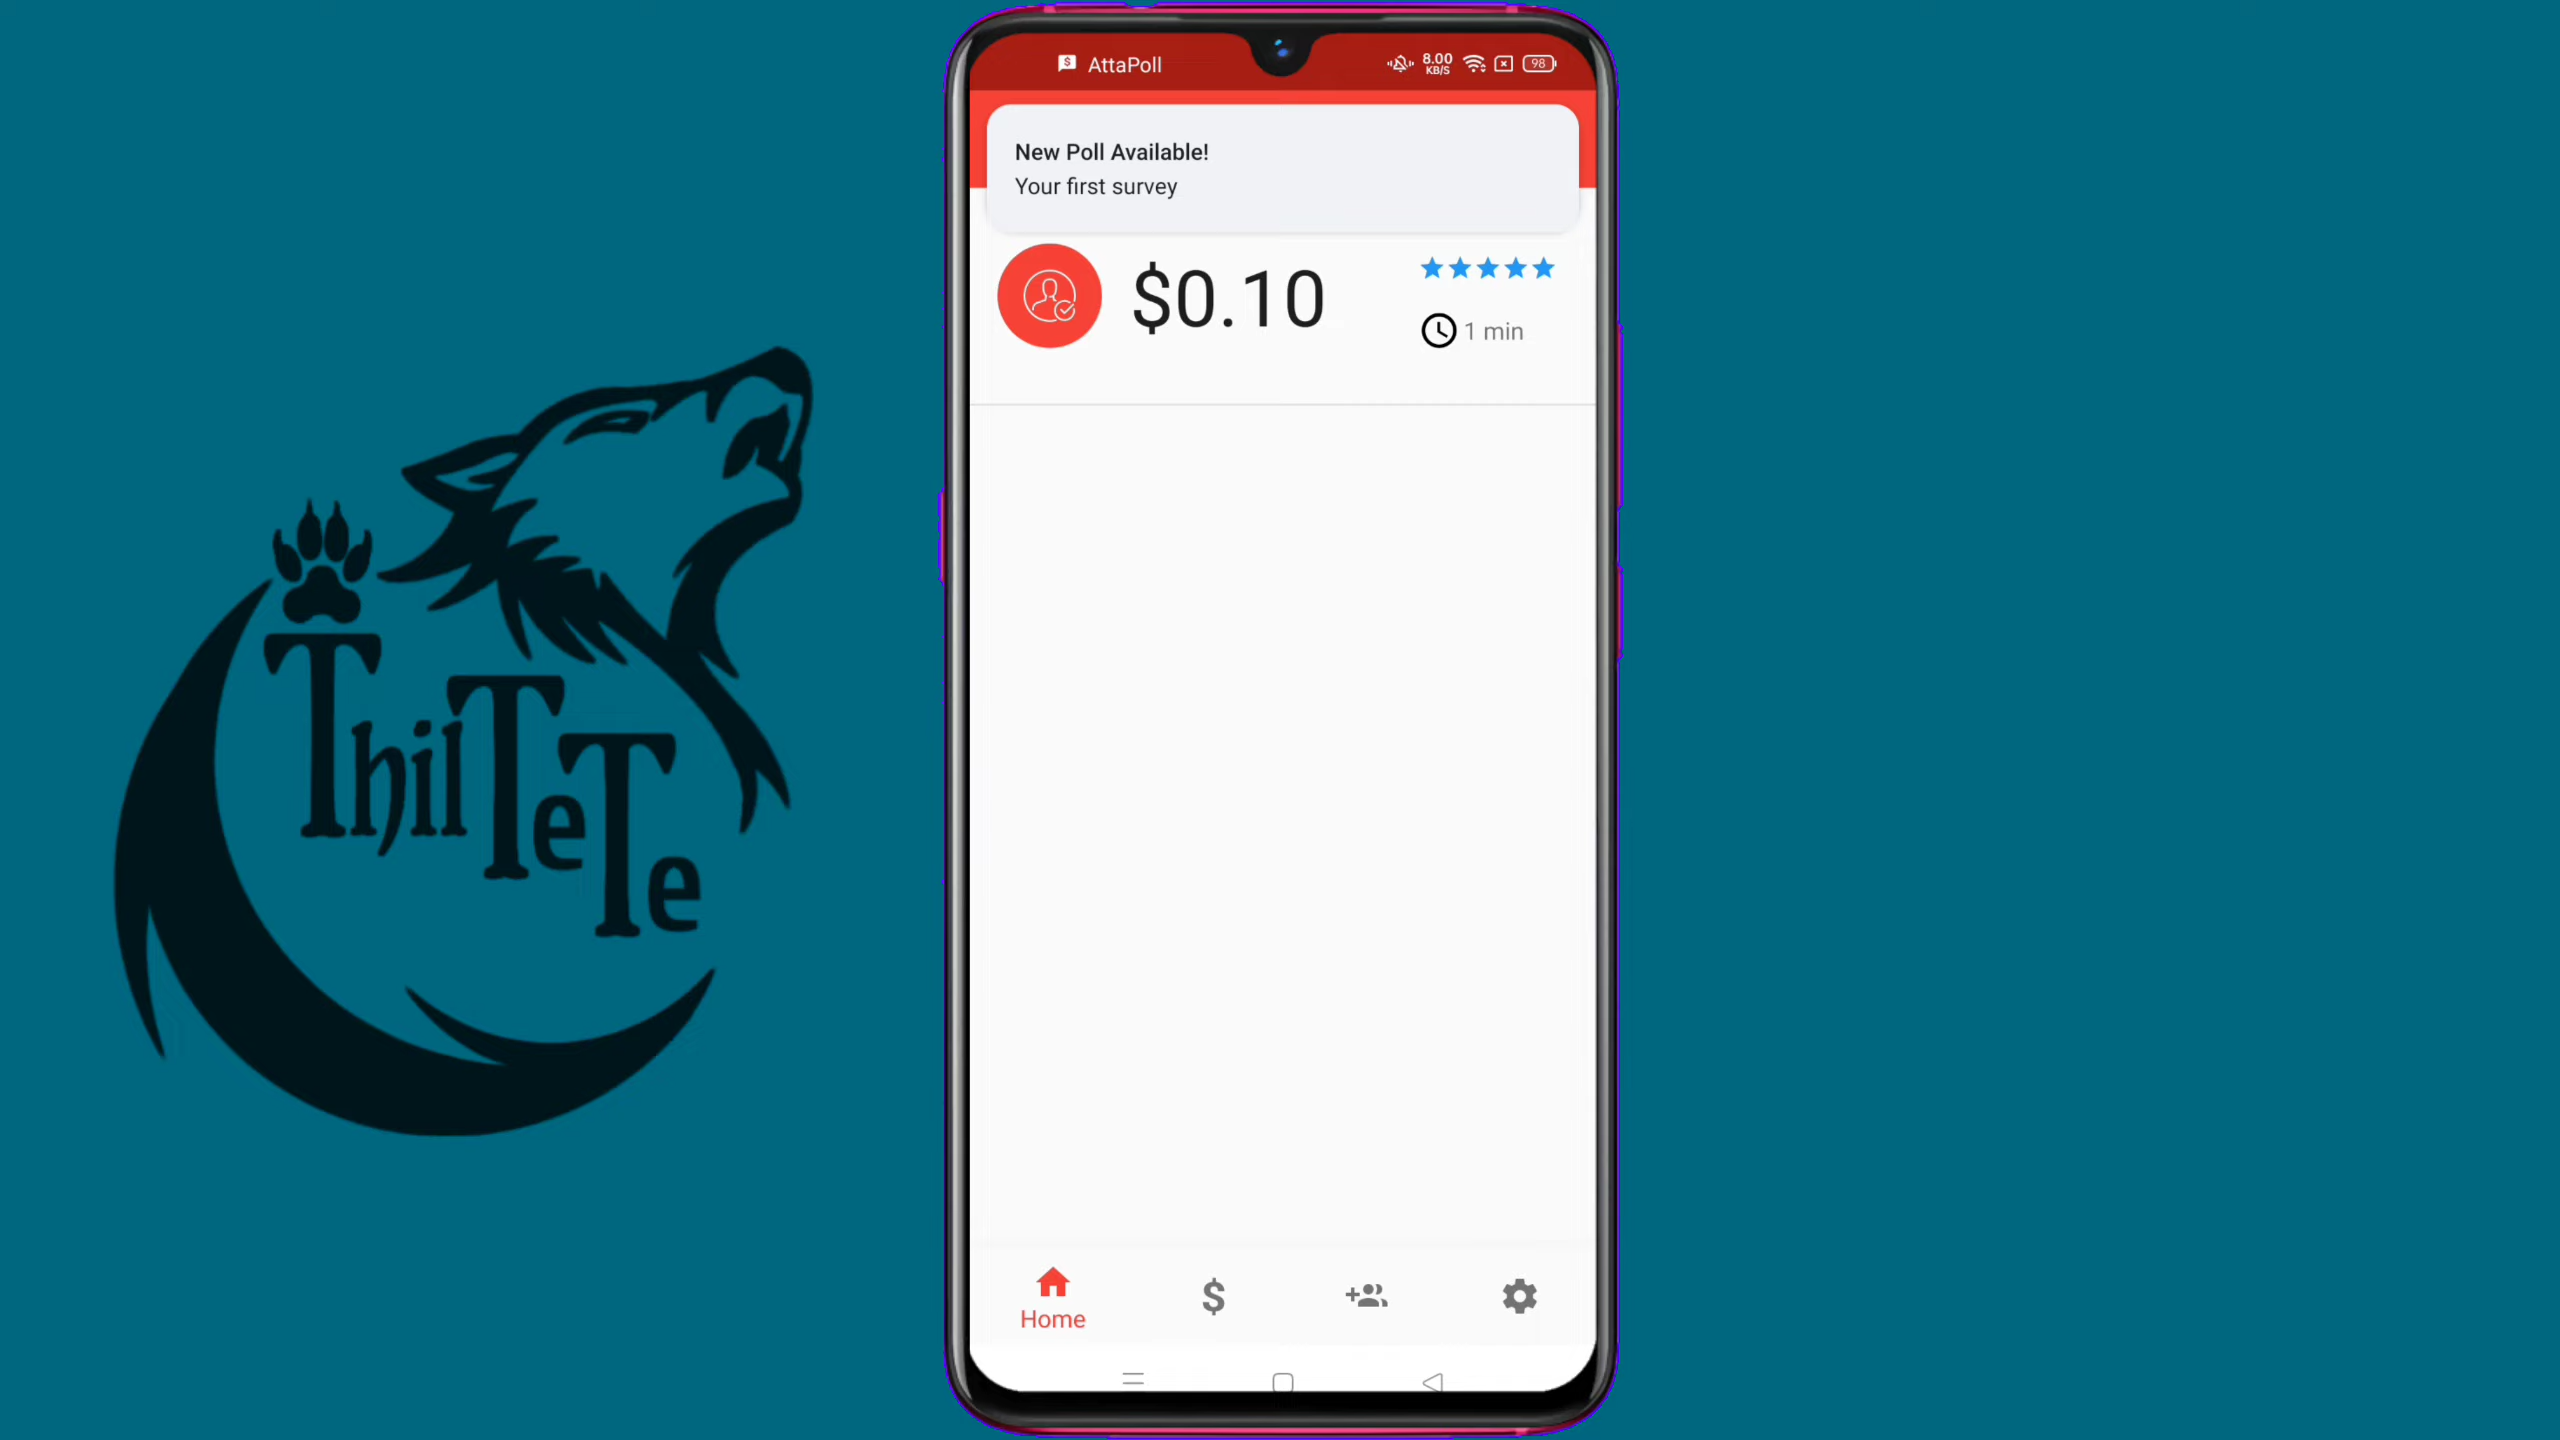 AttaPoll
8.00
KB/S
98
New Poll Available!
Your first survey
$0.10
1 min
ThilTeTe
Home